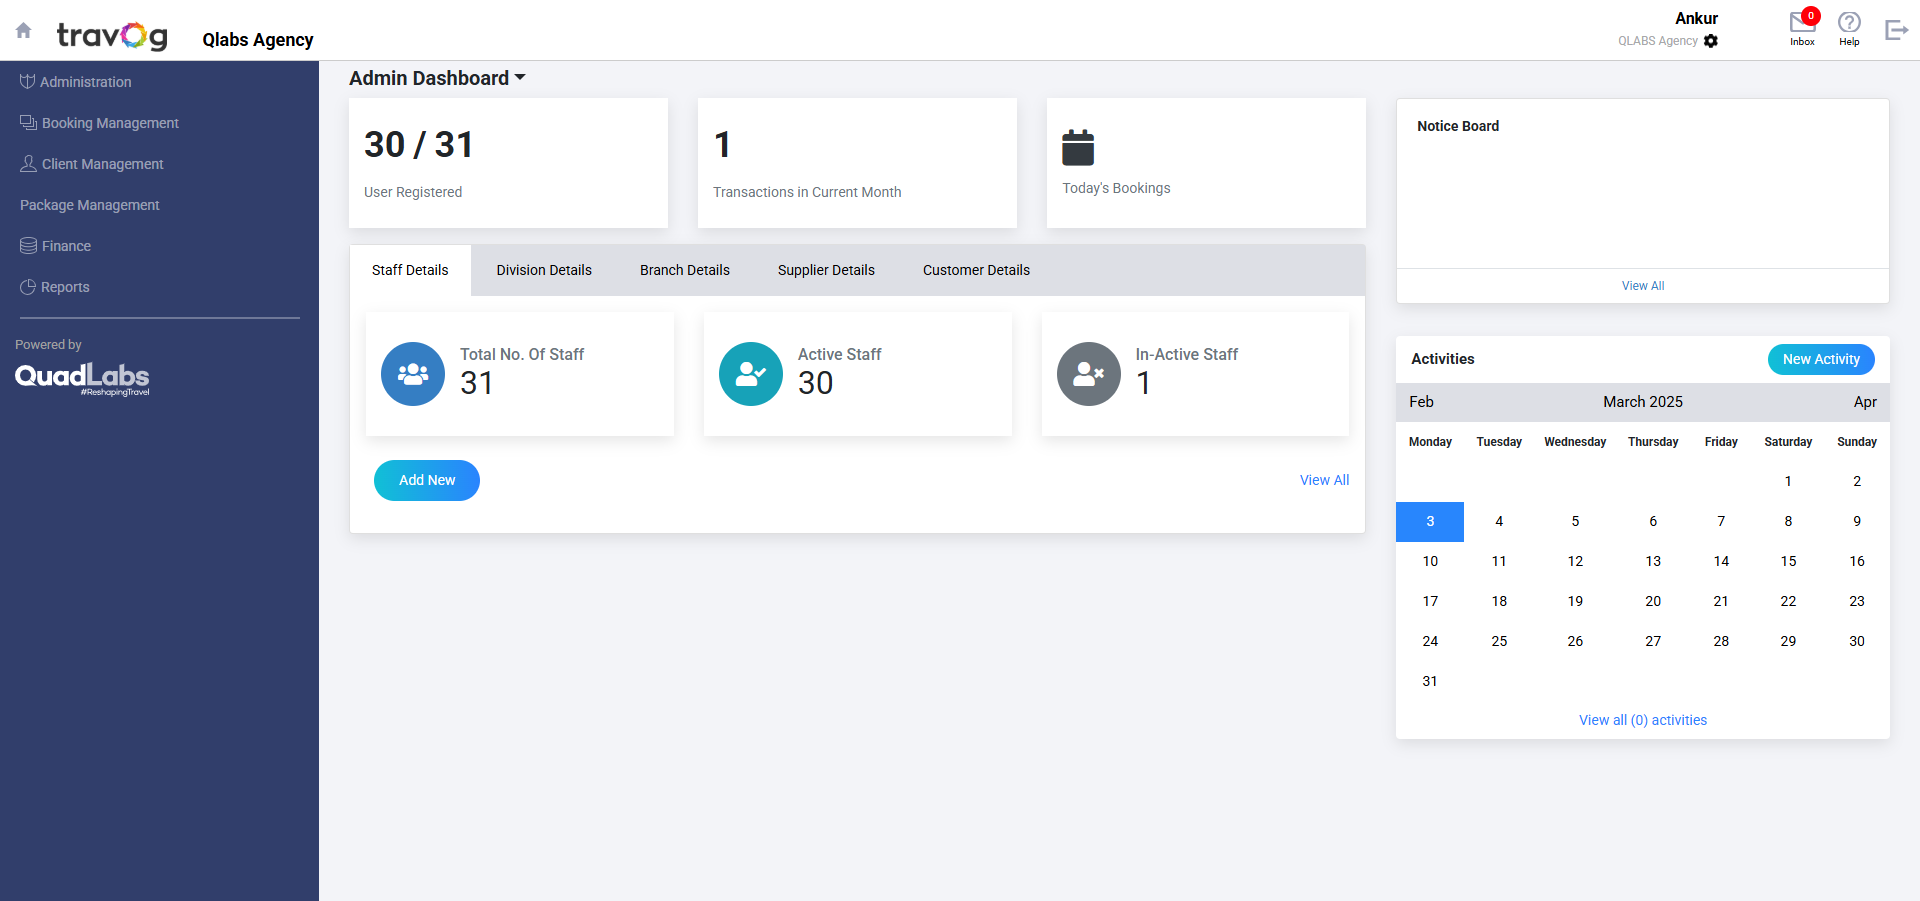 travog
Qlabs Agency
Ankur
QLABS Agency
0
Inbox
Help
Administration
Booking Management
Client Management
Package Management
Finance
Reports
Powered by
QuadLabs
#ReshapingTravel
Admin Dashboard
30 / 31
User Registered
1
Transactions in Current Month
Today's Bookings
Staff Details Division Details Branch Details Supplier Details Customer Details
Total No. Of Staff
31
Active Staff
30
In-Active Staff
1
Add New
View All
Notice Board
View All
Activities
New Activity
Feb March 2025 Apr
Monday Tuesday Wednesday Thursday Friday Saturday Sunday
1 2
3 4 5 6 7 8 9
10 11 12 13 14 15 16
17 18 19 20 21 22 23
24 25 26 27 28 29 30
31
View all (0) activities